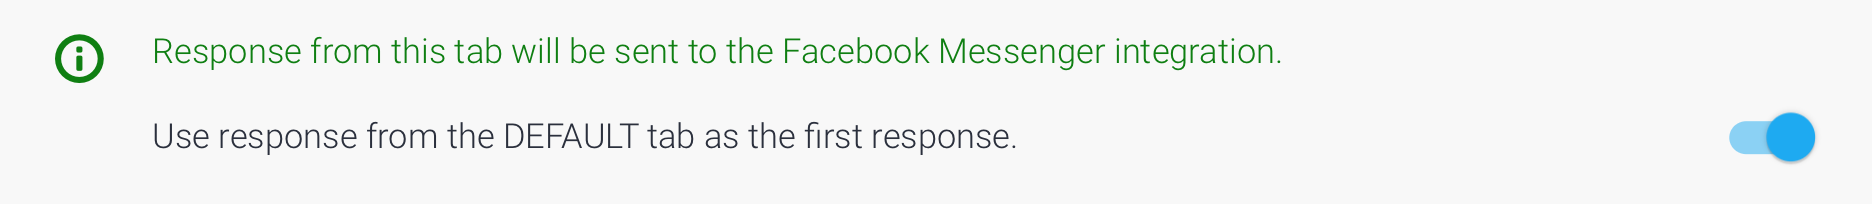 Response from this tab will be sent to the Facebook Messenger integration.
Use response from the DEFAULT tab as the first response.